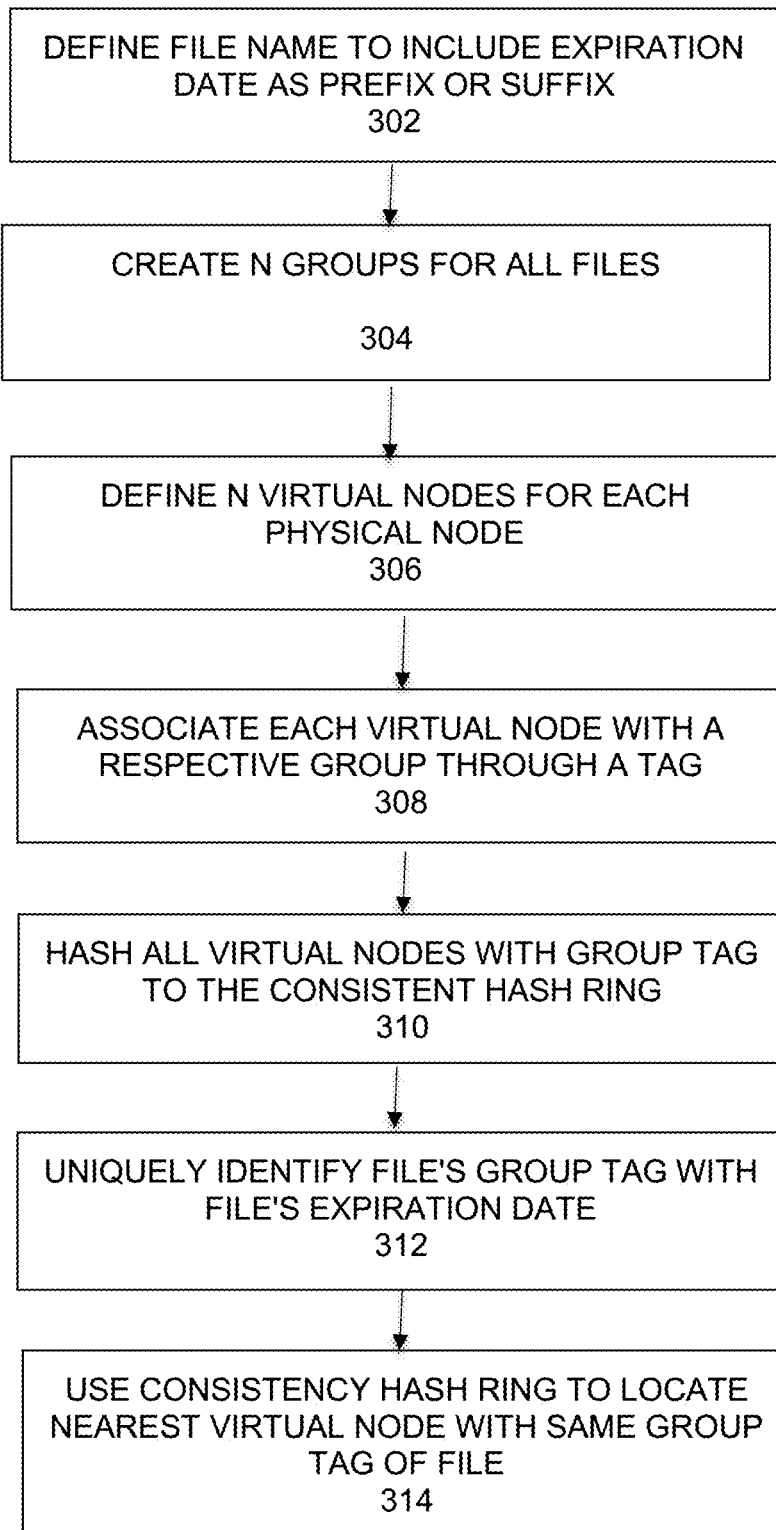 DEFINE FILE NAME TO INCLUDE EXPIRATION
DATE AS PREFIX OR SUFFIX
302
CREATE N GROUPS FOR ALL FILES
304
DEFINE N VIRTUAL NODES FOR EACH
PHYSICAL NODE
306
ASSOCIATE EACH VIRTUAL NODE WITH A
RESPECTIVE GROUP THROUGH A TAG
308
HASH ALL VIRTUAL NODES WITH GROUP TAG
TO THE CONSISTENT HASH RING
310
UNIQUELY IDENTIFY FILE'S GROUP TAG WITH
FILE'S EXPIRATION DATE
312
USE CONSISTENCY HASH RING TO LOCATE
NEAREST VIRTUAL NODE WITH SAME GROUP
TAG OF FILE
314